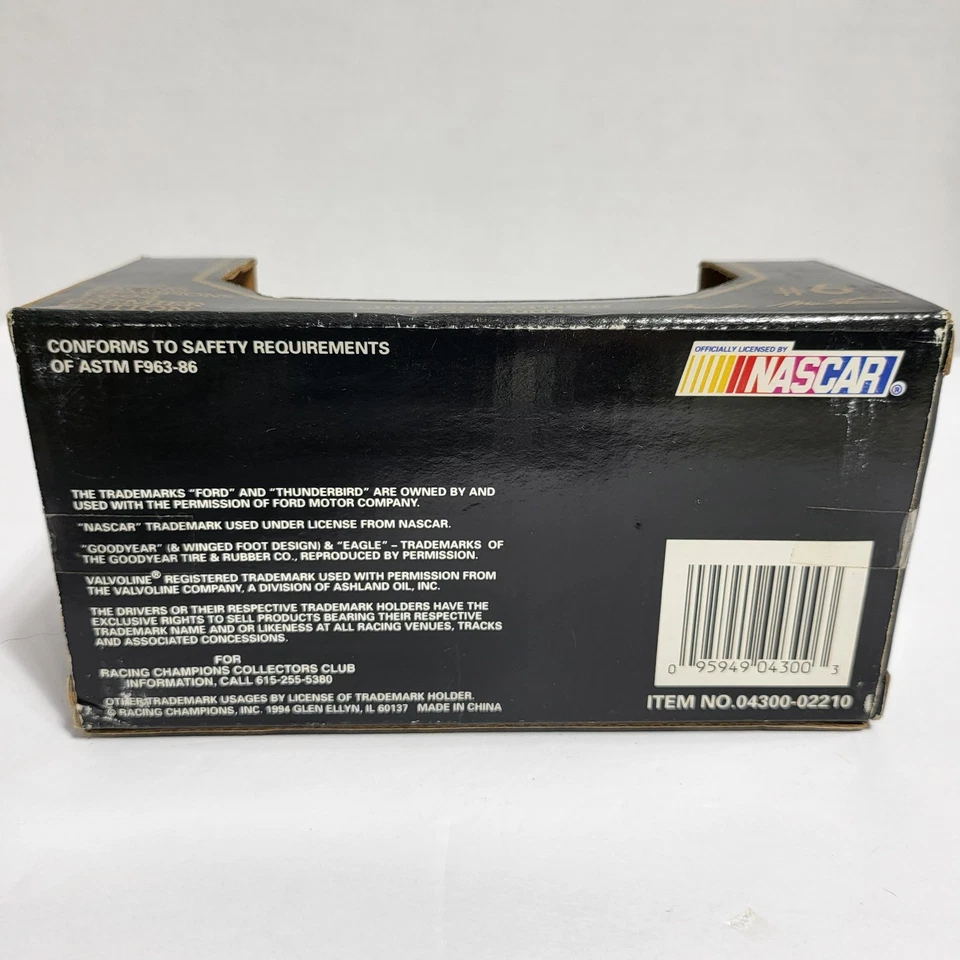 #6
CONFORMS TO SAFETY REQUIREMENTS
OF ASTM F963-86
OFFICIALLY LICENSED BY
NASCAR®
THE TRADEMARKS "FORD" AND "THUNDERBIRD" ARE OWNED BY AND
USED WITH THE PERMISSION OF FORD MOTOR COMPANY.
"NASCAR" TRADEMARK USED UNDER LICENSE FROM NASCAR.
"GOODYEAR" (& WINGED FOOT DESIGN) & "EAGLE" – TRADEMARKS OF
THE GOODYEAR TIRE & RUBBER CO., REPRODUCED BY PERMISSION.
VALVOLINE® REGISTERED TRADEMARK USED WITH PERMISSION FROM
THE VALVOLINE COMPANY, A DIVISION OF ASHLAND OIL, INC.
THE DRIVERS OR THEIR RESPECTIVE TRADEMARK HOLDERS HAVE THE
EXCLUSIVE RIGHTS TO SELL PRODUCTS BEARING THEIR RESPECTIVE
TRADEMARK NAME AND OR LIKENESS AT ALL RACING VENUES, TRACKS
AND ASSOCIATED CONCESSIONS.
FOR
RACING CHAMPIONS COLLECTORS CLUB
INFORMATION, CALL 615-255-5380
OTHER TRADEMARK USAGES BY LICENSE OF TRADEMARK HOLDER.
© RACING CHAMPIONS, INC. 1994 GLEN ELLYN, IL 60137 MADE IN CHINA
0 95949 04300 3
ITEM NO.04300-02210